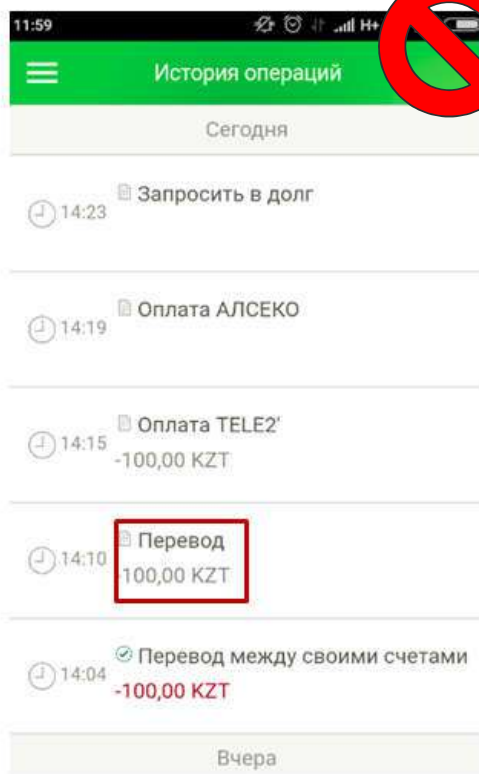 11:59
H+
История операций
Сегодня
14:23
Запросить в долг
14:19
Оплата АЛСЕКО
14:15
Оплата TELE2'
-100,00 KZT
14:10
Перевод
-100,00 KZT
14:04
Перевод между своими счетами
-100,00 KZT
Вчера